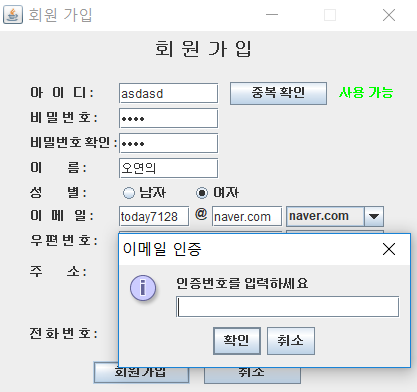 회원 가입
회 원 가 입
아 이 디 : asdasd 중복 확인 사용 가능
비 밀 번 호 : ••••
비밀번호 확인 : ••••
이 름 : 오연의
성 별 : 남자 여자
이 메 일 : today7128 @ naver.com naver.com
우 편 번 호 :
이메일 인증
인증번호를 입력하세요
주 소 :
전 화 번 호 :
확인 취소
회원가입 취소